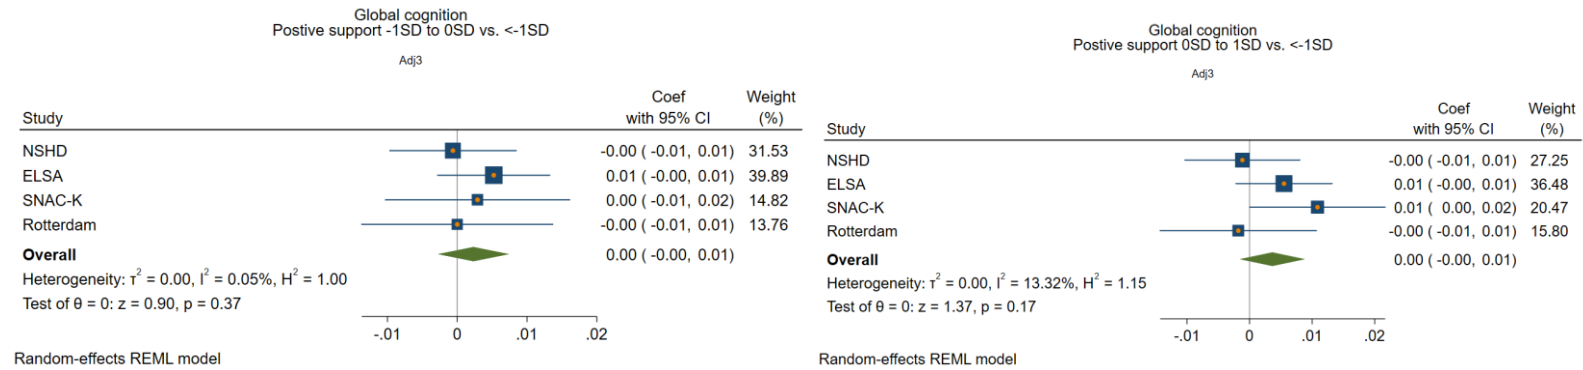 Global cognition
Postive support -1SD to 0SD vs. <-1SD
Adj3
Coef Weight
Study with 95% CI (%)
NSHD -0.00 ( -0.01, 0.01) 31.53
ELSA 0.01 ( -0.00, 0.01) 39.89
SNAC-K 0.00 ( -0.01, 0.02) 14.82
Rotterdam -0.00 ( -0.01, 0.01) 13.76
Overall 0.00 ( -0.00, 0.01)
Heterogeneity: τ² = 0.00, I² = 0.05%, H² = 1.00
Test of θ = 0: z = 0.90, p = 0.37
-.01 0 .01 .02
Random-effects REML model
Global cognition
Postive support 0SD to 1SD vs. <-1SD
Adj3
Coef Weight
Study with 95% CI (%)
NSHD -0.00 ( -0.01, 0.01) 27.25
ELSA 0.01 ( -0.00, 0.01) 36.48
SNAC-K 0.01 ( 0.00, 0.02) 20.47
Rotterdam -0.00 ( -0.01, 0.01) 15.80
Overall 0.00 ( -0.00, 0.01)
Heterogeneity: τ² = 0.00, I² = 13.32%, H² = 1.15
Test of θ = 0: z = 1.37, p = 0.17
-.01 0 .01 .02
Random-effects REML model